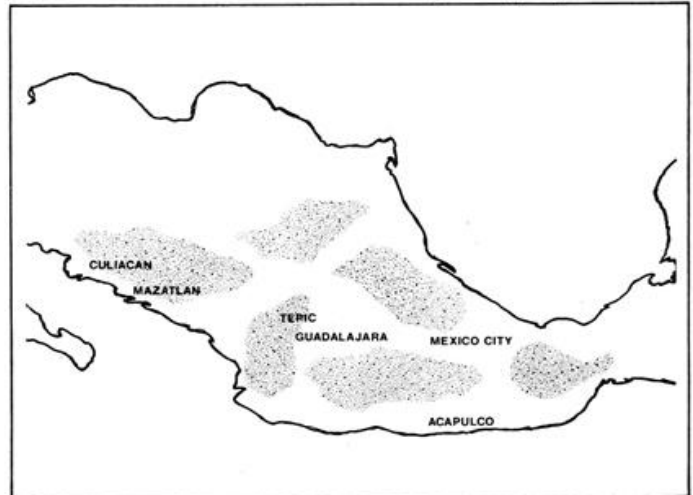 CULIACAN
MAZATLAN
TEPIC
GUADALAJARA
MEXICO CITY
ACAPULCO